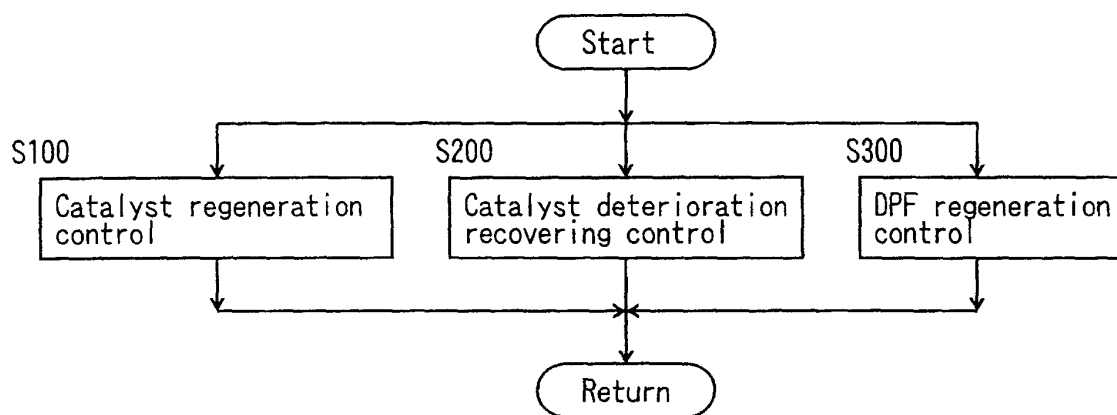 Start
S100
S200
S300
Catalyst regeneration
control
Catalyst deterioration
recovering control
DPF regeneration
control
Return